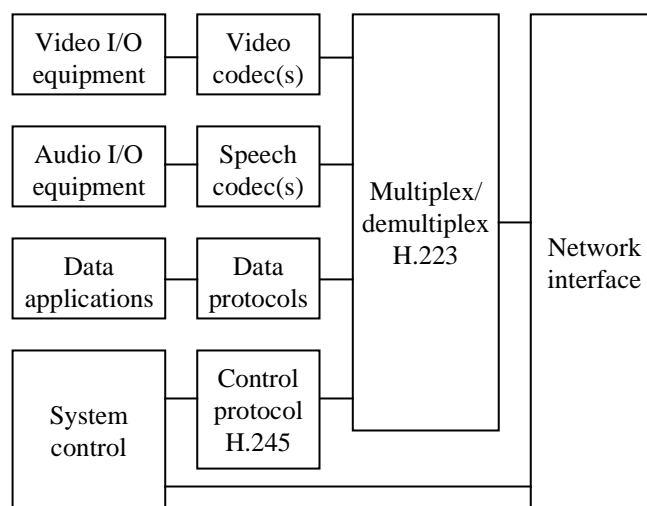 Video I/O
equipment
Video
codec(s)
Audio I/O
equipment
Speech
codec(s)
Multiplex/
demultiplex
H.223
Network
interface
Data
applications
Data
protocols
System
control
Control
protocol
H.245